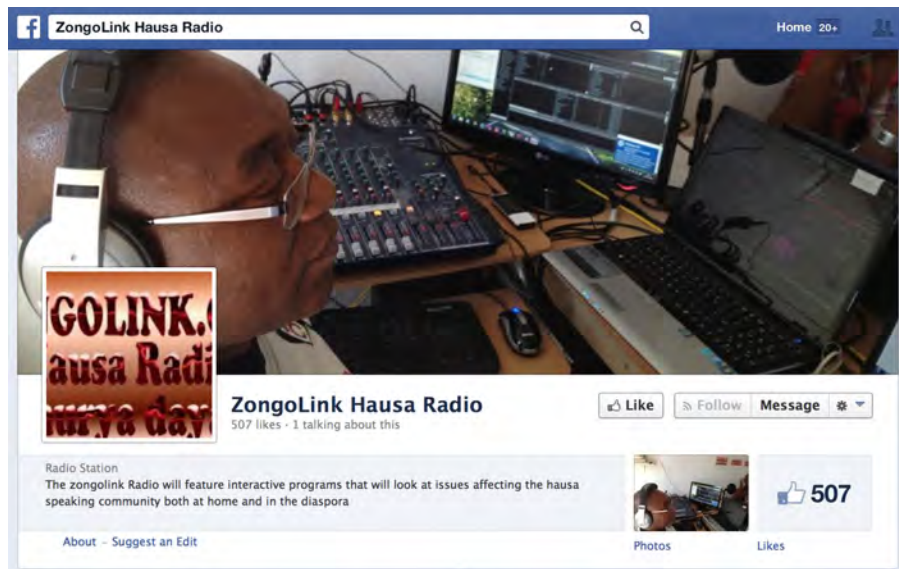 ZongoLink Hausa Radio
Home 20+
GOLINK.
ausa Radi
urya day
ZongoLink Hausa Radio
507 likes · 1 talking about this
Like
Follow
Message
Radio Station
The zongolink Radio will feature interactive programs that will look at issues affecting the hausa
speaking community both at home and in the diaspora
507
About – Suggest an Edit
Photos
Likes